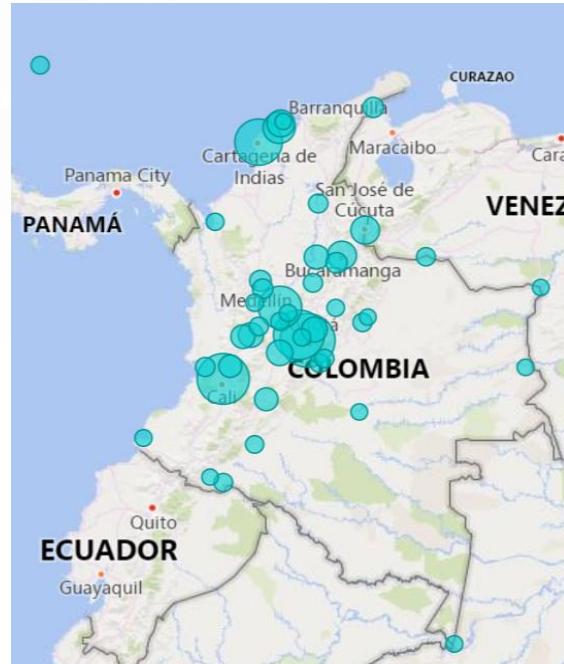 CURAZAO
Barranquilla
Maracaibo
Cartagena de
Indias
Panama City
San José de
Cúcuta
PANAMÁ
VENEZ
Bucaramanga
Medellín
COLOMBIA
Cali
Quito
ECUADOR
Guayaquil